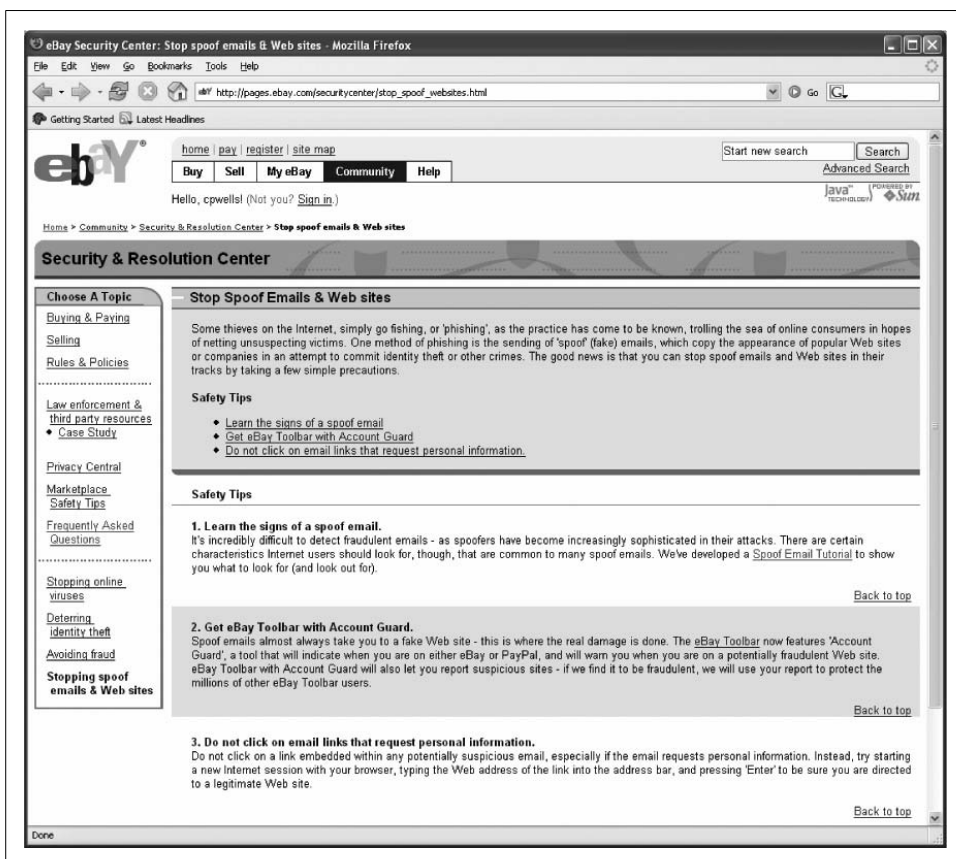 eBay Security Center: Stop spoof emails & Web sites - Mozilla Firefox
File Edit View Go Bookmarks Tools Help
http://pages.ebay.com/securitycenter/stop_spoof_websites.html
Go
Getting Started Latest Headlines
ebaY®
home | pay | register | site map
Start new search Search
Buy Sell My eBay Community Help
Advanced Search
Hello, cpwells! (Not you? Sign in.)
Java™ TECHNOLOGY POWERED BY Sun
Home > Community > Security & Resolution Center > Stop spoof emails & Web sites
Security & Resolution Center
Choose A Topic
Buying & Paying
Selling
Rules & Policies
Law enforcement &
third party resources
Case Study
Privacy Central
Marketplace
Safety Tips
Frequently Asked
Questions
Stopping online
viruses
Deterring
identity theft
Avoiding fraud
Stopping spoof
emails & Web sites
Stop Spoof Emails & Web sites
Some thieves on the Internet, simply go fishing, or 'phishing', as the practice has come to be known, trolling the sea of online consumers in hopes
of netting unsuspecting victims. One method of phishing is the sending of 'spoof' (fake) emails, which copy the appearance of popular Web sites
or companies in an attempt to commit identity theft or other crimes. The good news is that you can stop spoof emails and Web sites in their
tracks by taking a few simple precautions.
Safety Tips
Learn the signs of a spoof email
Get eBay Toolbar with Account Guard
Do not click on email links that request personal information.
Safety Tips
1. Learn the signs of a spoof email.
It's incredibly difficult to detect fraudulent emails - as spoofers have become increasingly sophisticated in their attacks. There are certain
characteristics Internet users should look for, though, that are common to many spoof emails. We've developed a Spoof Email Tutorial to show
you what to look for (and look out for).
Back to top
2. Get eBay Toolbar with Account Guard.
Spoof emails almost always take you to a fake Web site - this is where the real damage is done. The eBay Toolbar now features 'Account
Guard', a tool that will indicate when you are on either eBay or PayPal, and will warn you when you are on a potentially fraudulent Web site.
eBay Toolbar with Account Guard will also let you report suspicious sites - if we find it to be fraudulent, we will use your report to protect the
millions of other eBay Toolbar users.
Back to top
3. Do not click on email links that request personal information.
Do not click on a link embedded within any potentially suspicious email, especially if the email requests personal information. Instead, try starting
a new Internet session with your browser, typing the Web address of the link into the address bar, and pressing 'Enter' to be sure you are directed
to a legitimate Web site.
Back to top
Done